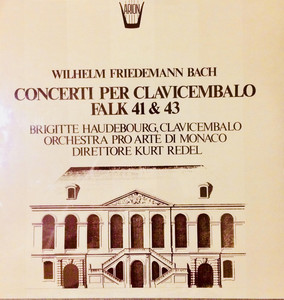 ARION
WILHELM FRIEDEMANN BACH
CONCERTI PER CLAVICEMBALO
FALK 41 & 43
BRIGITTE HAUDEBOURG, CLAVICEMBALO
ORCHESTRA PRO ARTE DI MONACO
DIRETTORE KURT REDEL